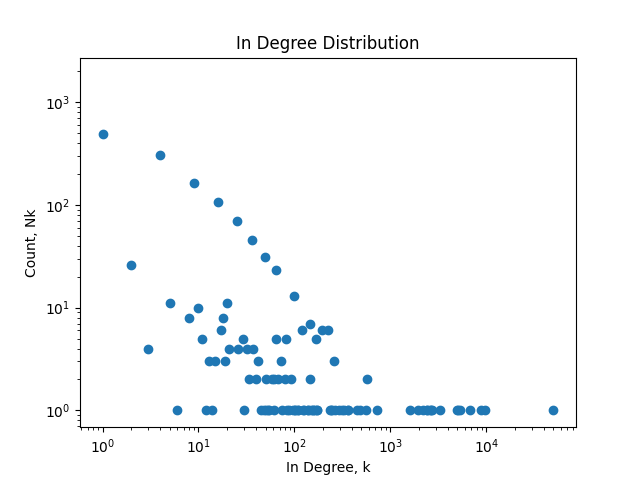 In Degree Distribution
Count, Nk
10³
10²
10¹
10⁰
10⁰ 10¹ 10² 10³ 10⁴
In Degree, k